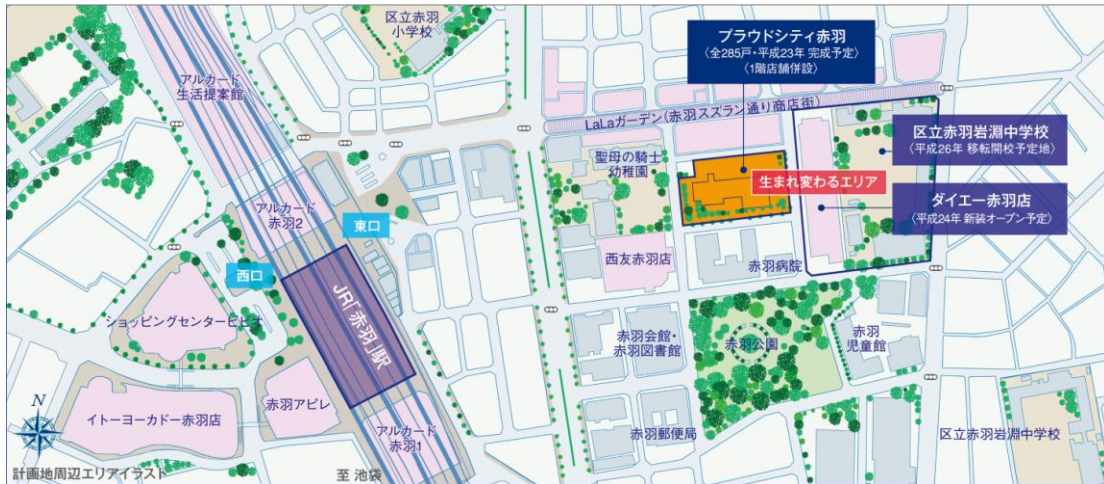 区立赤羽
小学校
プラウドシティ赤羽
〈全285戸・平成23年 完成予定〉
〈1階店舗併設〉
アルカード
生活提案館
LaLaガーデン(赤羽スズラン通り商店街)
区立赤羽岩淵中学校
〈平成26年 移転開校予定地〉
聖母の騎士
幼稚園
生まれ変わるエリア
ダイエー赤羽店
〈平成24年 新装オープン予定〉
アルカード
赤羽2
東口
西口
西友赤羽店
赤羽病院
JR「赤羽」駅
ショッピングセンタービビオ
赤羽会館・
赤羽図書館
赤羽公園
赤羽
児童館
N
イトーヨーカドー赤羽店
赤羽アピレ
アルカード
赤羽1
赤羽郵便局
区立赤羽岩淵中学校
計画地周辺エリアイラスト
至 池袋